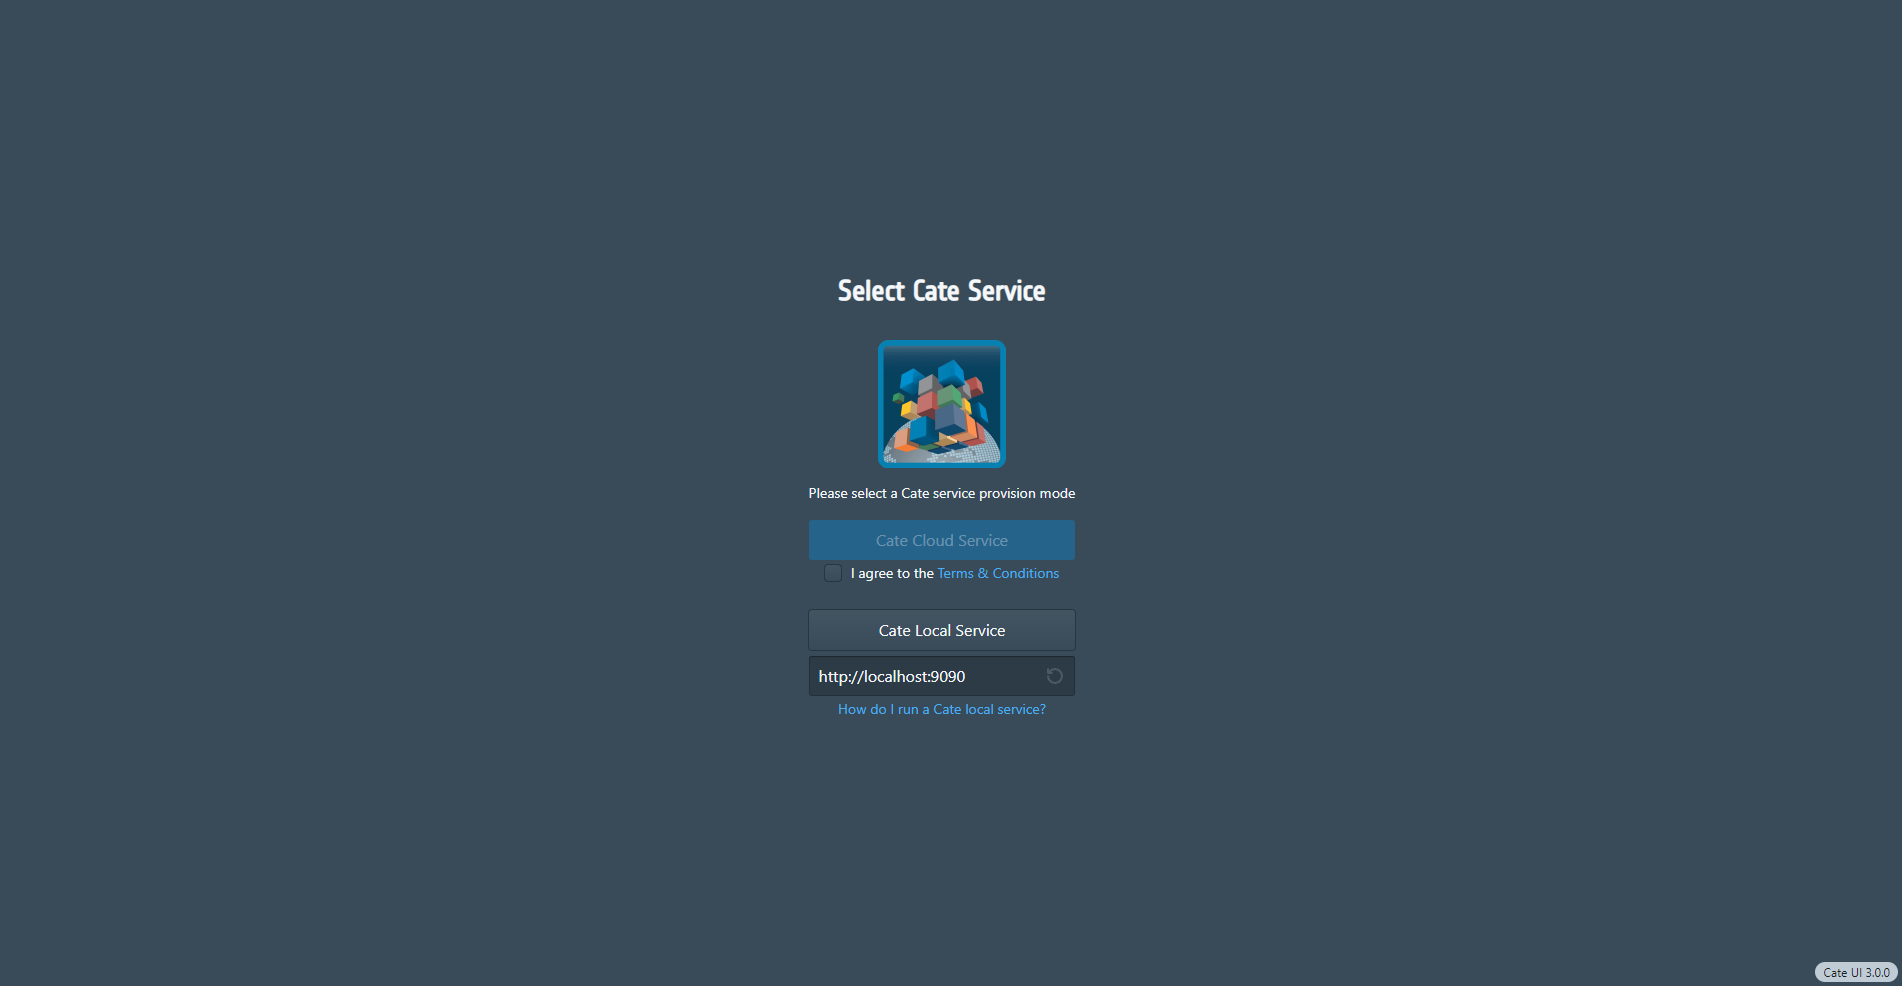 Select Cate Service
Please select a Cate service provision mode
Cate Cloud Service
I agree to the Terms & Conditions
Cate Local Service
http://localhost:9090
How do I run a Cate local service?
Cate UI 3.0.0